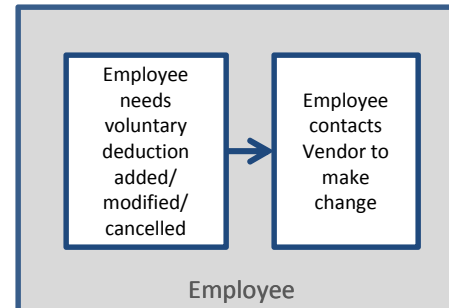 Employee
needs
voluntary
deduction
added/
modified/
cancelled
Employee
contacts
Vendor to
make
change
Employee